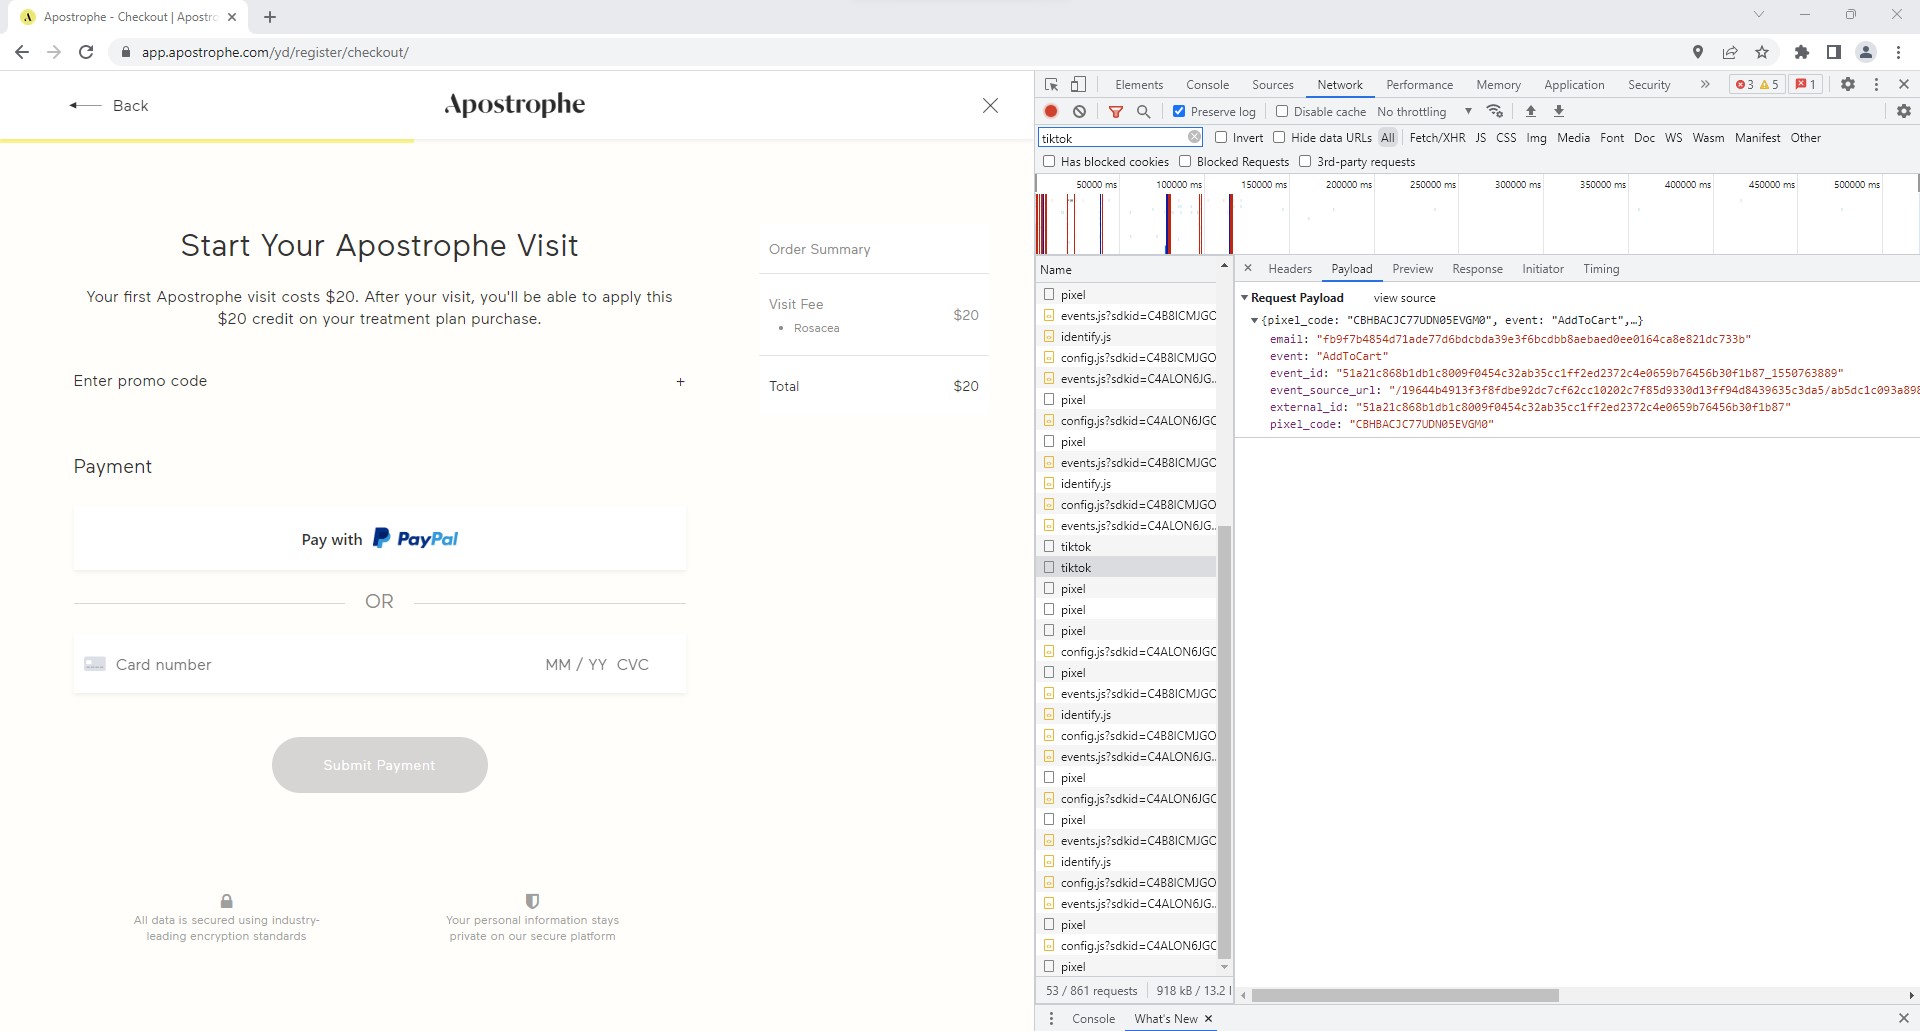 Apostrophe - Checkout | Apostro
app.apostrophe.com/yd/register/checkout/
Back
Apostrophe
Start Your Apostrophe Visit
Your first Apostrophe visit costs $20. After your visit, you'll be able to apply this
$20 credit on your treatment plan purchase.
Enter promo code +
Payment
Pay with PayPal
OR
Card number MM / YY CVC
Submit Payment
All data is secured using industry-
leading encryption standards
Your personal information stays
private on our secure platform
Order Summary
Visit Fee $20
Rosacea
Total $20
Elements Console Sources Network Performance Memory Application Security 3 5 1
Preserve log Disable cache No throttling
tiktok Invert Hide data URLs All Fetch/XHR JS CSS Img Media Font Doc WS Wasm Manifest Other
Has blocked cookies Blocked Requests 3rd-party requests
50000 ms 100000 ms 150000 ms 200000 ms 250000 ms 300000 ms 350000 ms 400000 ms 450000 ms 500000 ms
Name
pixel
events.js?sdkid=C4B8ICMJGO
identify.js
config.js?sdkid=C4B8ICMJGO
events.js?sdkid=C4ALON6JG...
pixel
config.js?sdkid=C4ALON6JGC
pixel
events.js?sdkid=C4B8ICMJGO
identify.js
config.js?sdkid=C4B8ICMJGO
events.js?sdkid=C4ALON6JG...
tiktok
tiktok
pixel
pixel
pixel
config.js?sdkid=C4ALON6JGC
pixel
events.js?sdkid=C4B8ICMJGO
identify.js
config.js?sdkid=C4B8ICMJGO
events.js?sdkid=C4ALON6JG...
pixel
config.js?sdkid=C4ALON6JGC
pixel
events.js?sdkid=C4B8ICMJGO
identify.js
config.js?sdkid=C4B8ICMJGO
events.js?sdkid=C4ALON6JG...
pixel
config.js?sdkid=C4ALON6JGC
pixel
53 / 861 requests 918 kB / 13.2
Headers Payload Preview Response Initiator Timing
Request Payload view source
{pixel_code: "CBHBACJC77UDN05EVGM0", event: "AddToCart",…}
email: "fb9f7b4854d71ade77d6bdcbda39e3f6bcdbb8aebaed0ee0164ca8e821dc733b"
event: "AddToCart"
event_id: "51a21c868b1db1c8009f0454c32ab35cc1ff2ed2372c4e0659b76456b30f1b87_1550763889"
event_source_url: "/19644b4913f3f8fdbe92dc7cf62cc10202c7f85d9330d13ff94d8439635c3da5/ab5dc1c093a898
external_id: "51a21c868b1db1c8009f0454c32ab35cc1ff2ed2372c4e0659b76456b30f1b87"
pixel_code: "CBHBACJC77UDN05EVGM0"
Console What's New